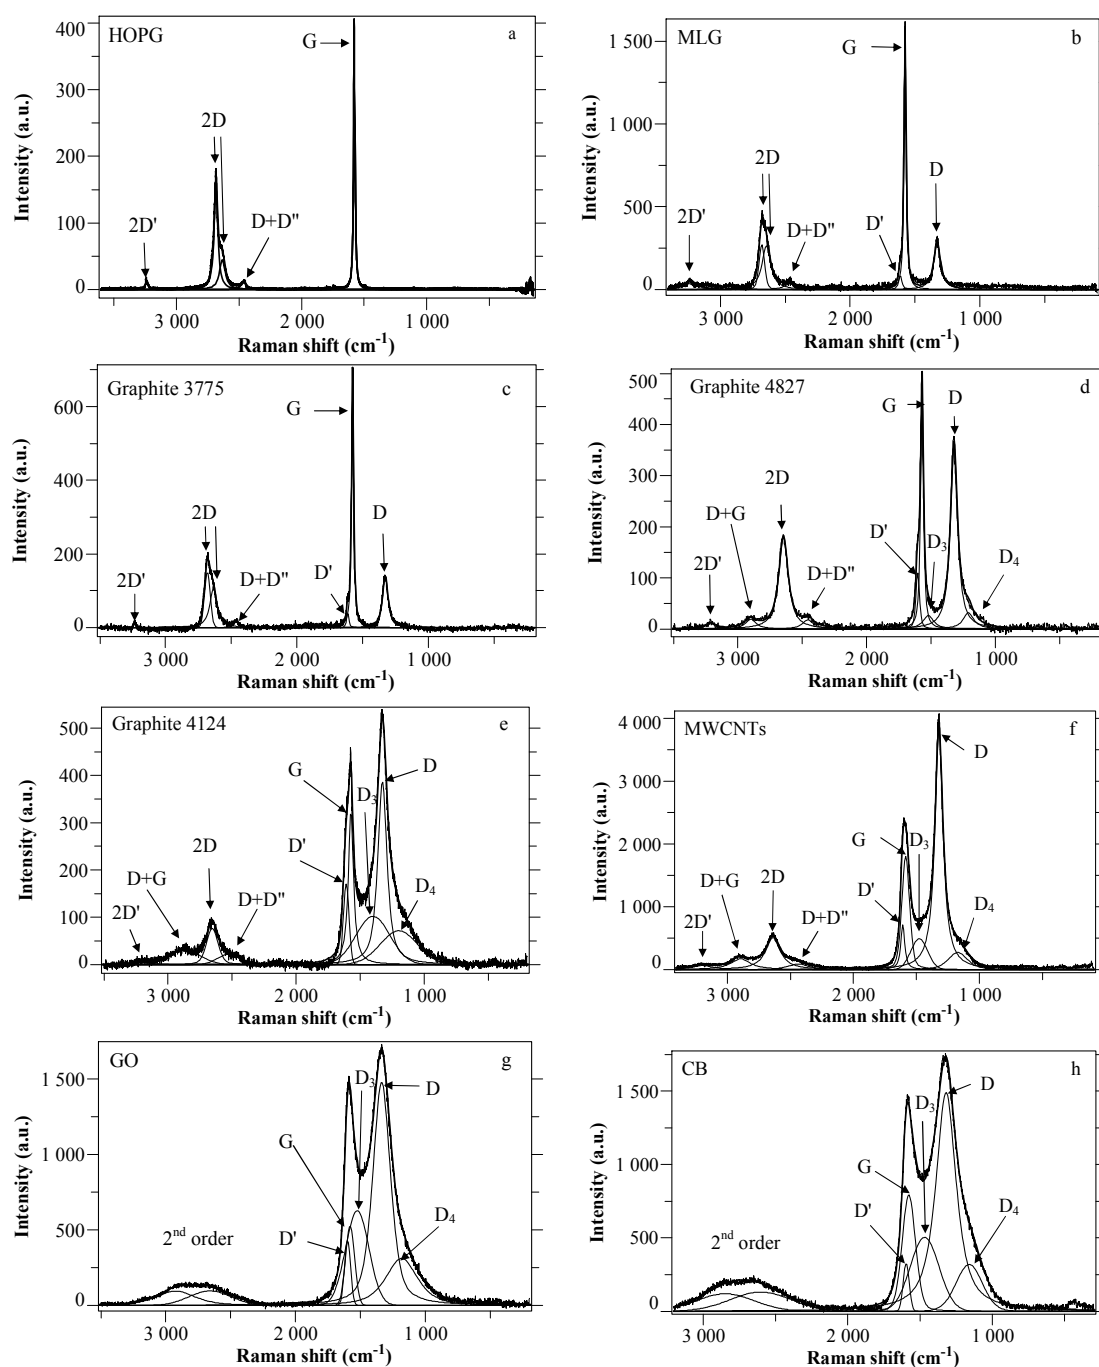 HOPG
a
G
2D
2D'
D+D"
400
300
200
100
0
3 000
2 000
1 000
Intensity (a.u.)
Raman shift (cm-1)
MLG
b
G
2D
D
2D'
D+D"
D'
1 500
1 000
500
0
3 000
2 000
1 000
Intensity (a.u.)
Raman shift (cm-1)
Graphite 3775
c
G
2D
D
2D'
D+D"
D'
600
400
200
0
3 000
2 000
1 000
Intensity (a.u.)
Raman shift (cm-1)
Graphite 4827
d
G
D
2D
D+G
D'
D3
D4
2D'
D+D"
500
400
300
200
100
0
3 000
2 000
1 000
Intensity (a.u.)
Raman shift (cm-1)
Graphite 4124
e
G
D
D3
2D
D'
D+G
D+D"
D4
2D'
500
400
300
200
100
0
3 000
2 000
1 000
Intensity (a.u.)
Raman shift (cm-1)
MWCNTs
f
D
G
D3
2D
D+G
D'
D4
2D'
D+D"
4 000
3 000
2 000
1 000
0
3 000
2 000
1 000
Intensity (a.u.)
Raman shift (cm-1)
GO
g
D3
D
G
D'
D4
2nd order
1 500
1 000
500
0
3 000
2 000
1 000
Intensity (a.u.)
Raman shift (cm-1)
CB
h
D
D3
G
D'
D4
2nd order
1 500
1 000
500
0
3 000
2 000
1 000
Intensity (a.u.)
Raman shift (cm-1)